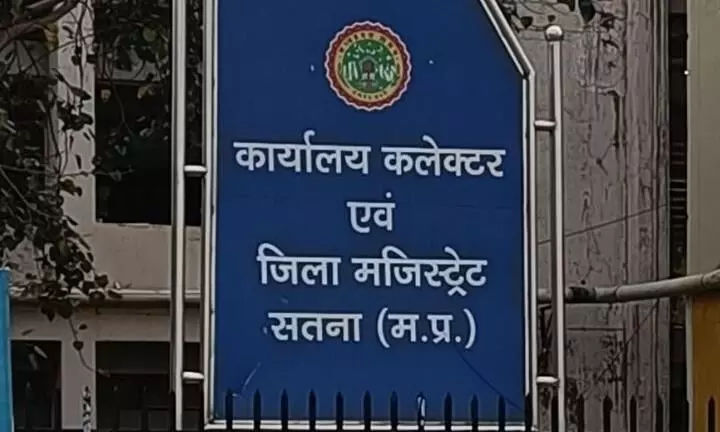 कार्यालय कलेक्टर
एवं
जिला मजिस्ट्रेट
सतना (म.प्र.)